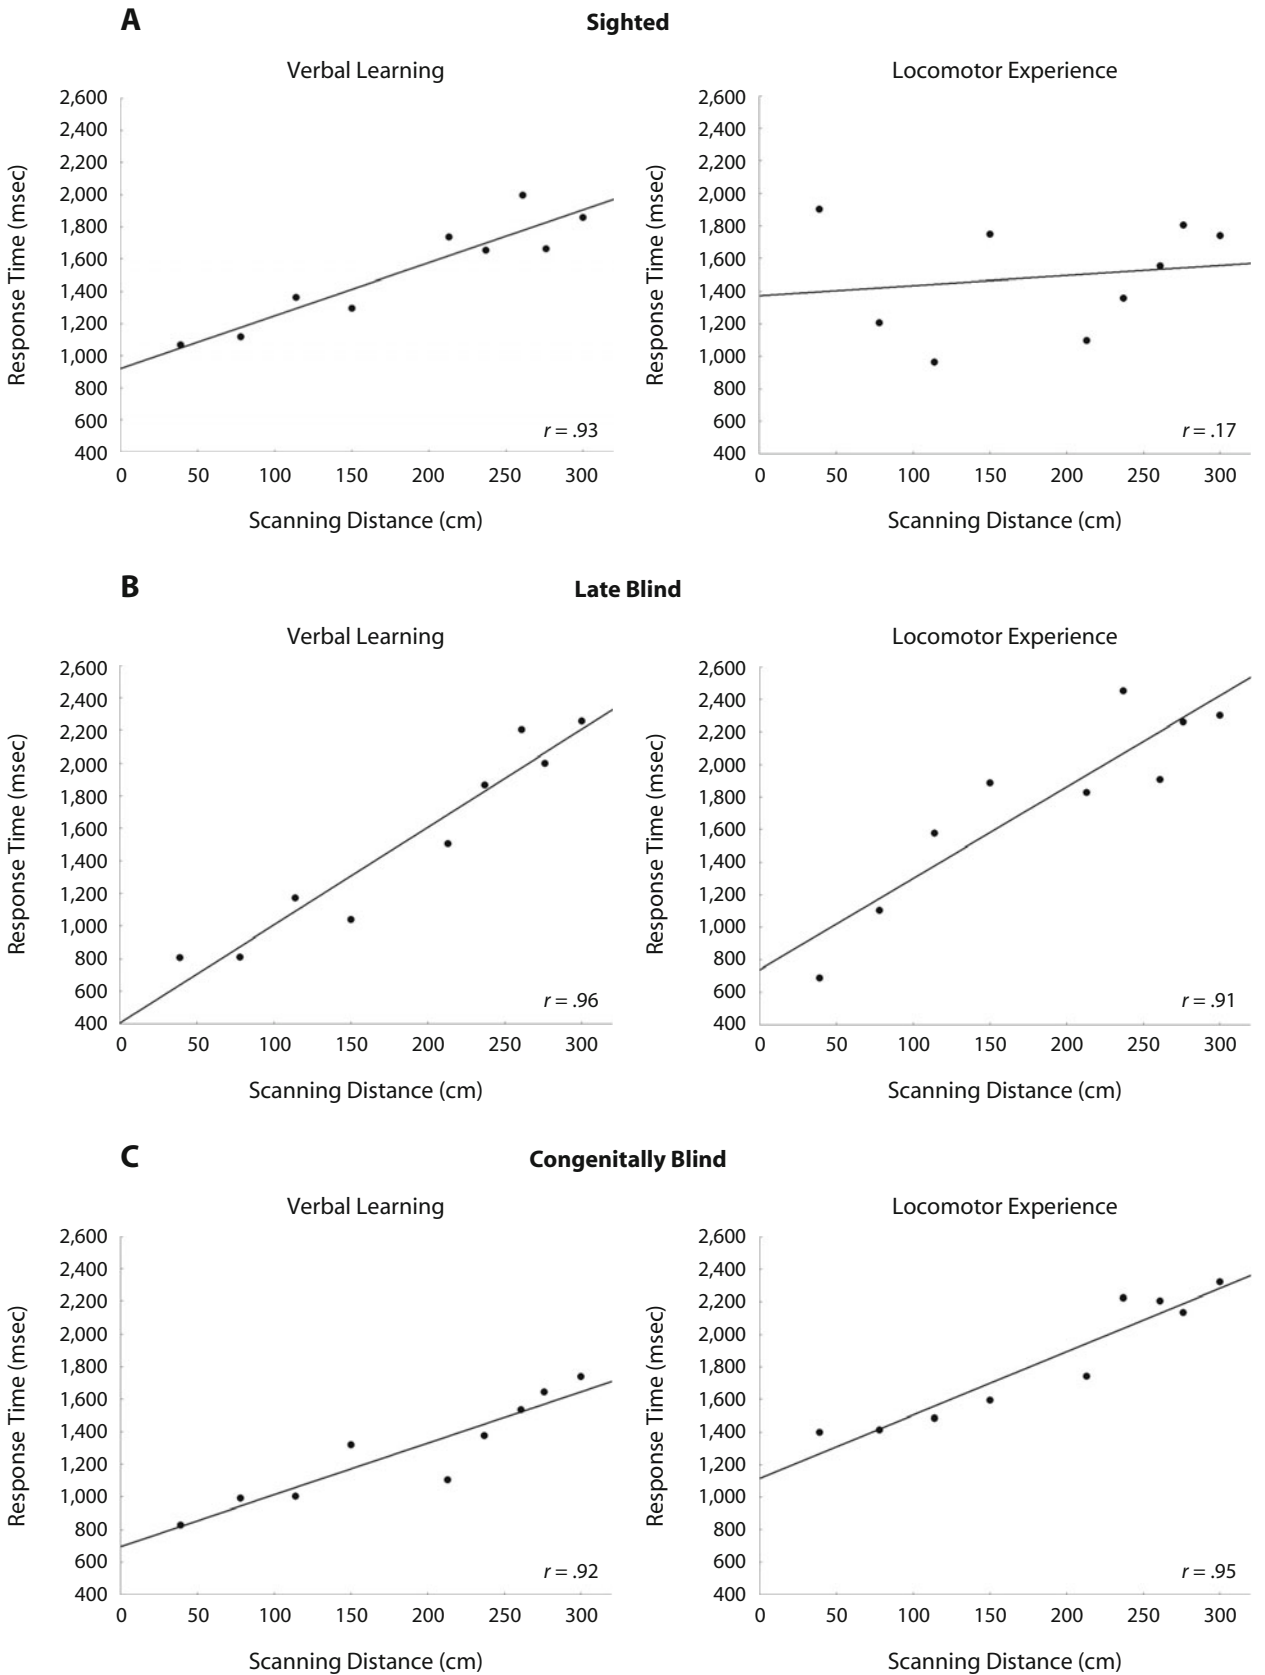 A
Sighted
Verbal Learning
Response Time (msec)
2,600
2,400
2,200
2,000
1,800
1,600
1,400
1,200
1,000
800
600
400
r = .93
0 50 100 150 200 250 300
Scanning Distance (cm)
Locomotor Experience
Response Time (msec)
2,600
2,400
2,200
2,000
1,800
1,600
1,400
1,200
1,000
800
600
400
r = .17
0 50 100 150 200 250 300
Scanning Distance (cm)
B
Late Blind
Verbal Learning
Response Time (msec)
2,600
2,400
2,200
2,000
1,800
1,600
1,400
1,200
1,000
800
600
400
r = .96
0 50 100 150 200 250 300
Scanning Distance (cm)
Locomotor Experience
Response Time (msec)
2,600
2,400
2,200
2,000
1,800
1,600
1,400
1,200
1,000
800
600
400
r = .91
0 50 100 150 200 250 300
Scanning Distance (cm)
C
Congenitally Blind
Verbal Learning
Response Time (msec)
2,600
2,400
2,200
2,000
1,800
1,600
1,400
1,200
1,000
800
600
400
r = .92
0 50 100 150 200 250 300
Scanning Distance (cm)
Locomotor Experience
Response Time (msec)
2,600
2,400
2,200
2,000
1,800
1,600
1,400
1,200
1,000
800
600
400
r = .95
0 50 100 150 200 250 300
Scanning Distance (cm)